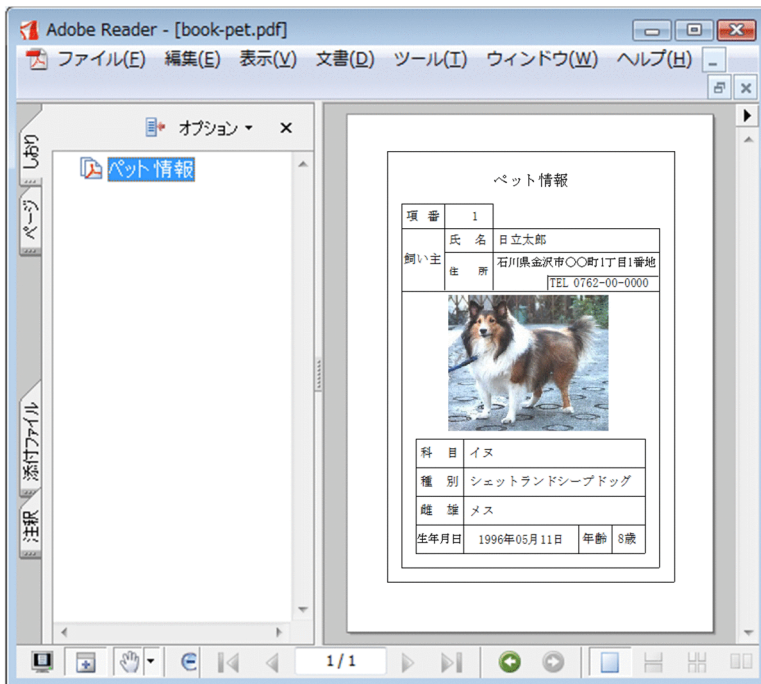 Adobe Reader - [book-pet.pdf]
ファイル(F) 編集(E) 表示(V) 文書(D) ツール(T) ウィンドウ(W) ヘルプ(H)
オプション
しおり
ページ
添付ファイル
注釈
ペット情報
ペット情報
項 番 1
飼い主
氏 名 日立太郎
住 所 石川県金沢市○○町1丁目1番地
TEL 0762-00-0000
科 目 イヌ
種 別 シェットランドシープドッグ
雌 雄 メス
生年月日 1996年05月11日 年齢 8歳
1/1